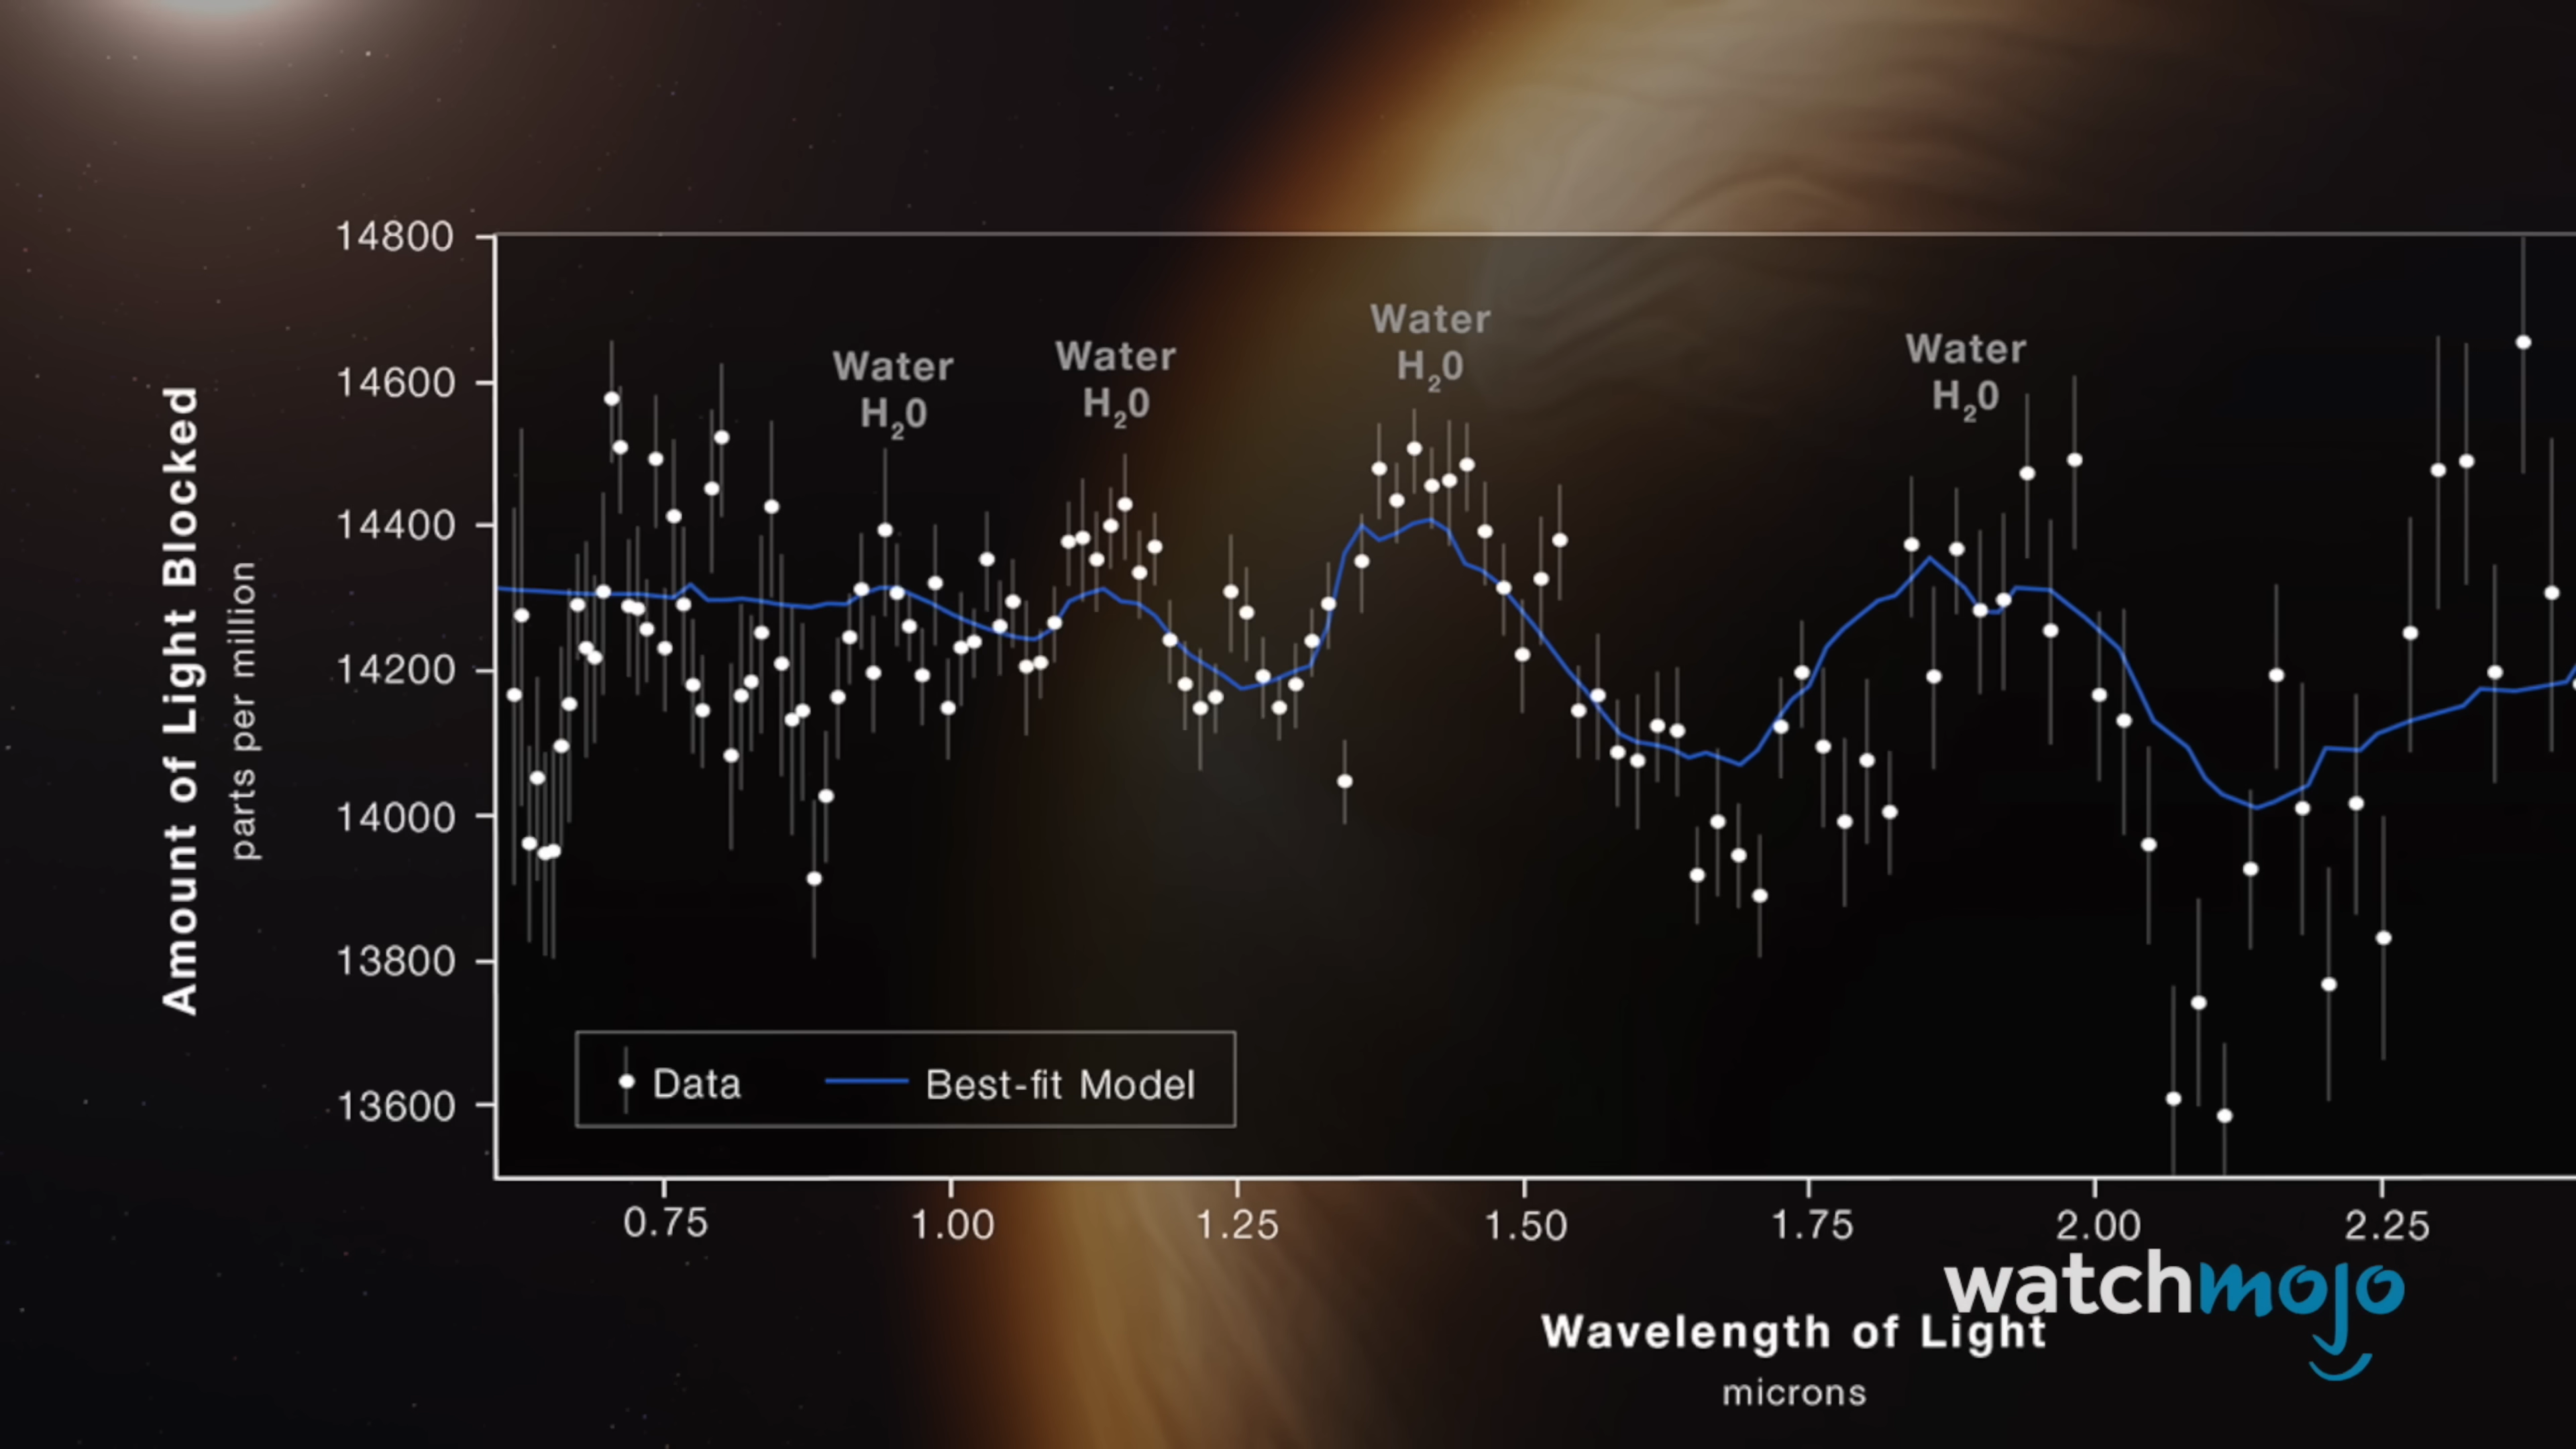 14800
14600
14400
14200
14000
13800
13600
Amount of Light Blocked
parts per million
Water
H₂0
Water
H₂0
Water
H₂0
Water
H₂0
Data
Best-fit Model
0.75
1.00
1.25
1.50
1.75
2.00
2.25
watchmojo
Wavelength of Light
microns